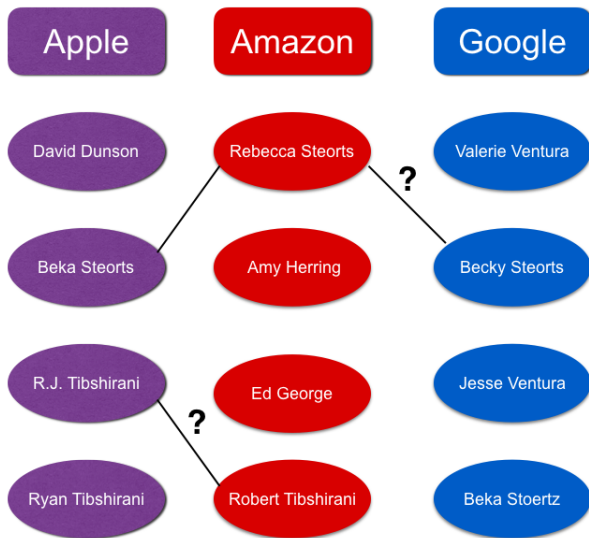 Apple
Amazon
Google
David Dunson
Rebecca Steorts
Valerie Ventura
?
Beka Steorts
Amy Herring
Becky Steorts
R.J. Tibshirani
Ed George
Jesse Ventura
?
Ryan Tibshirani
Robert Tibshirani
Beka Stoertz